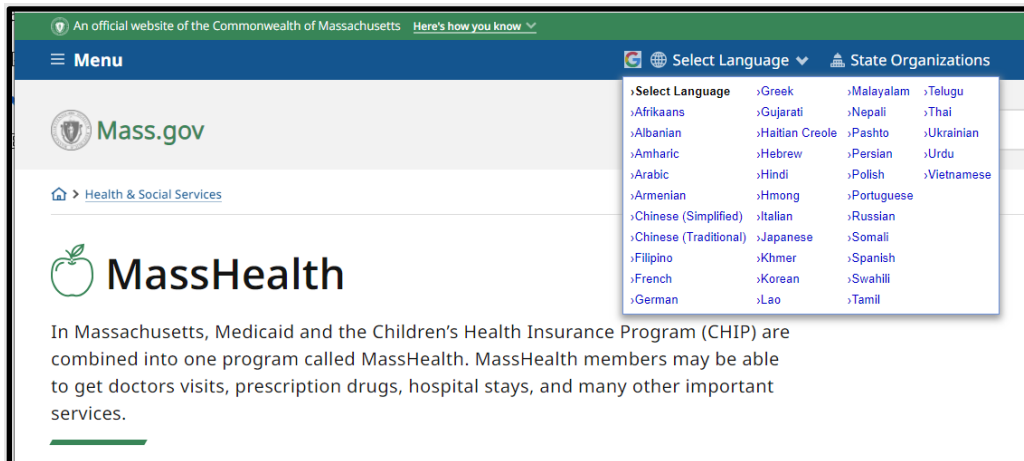 An official website of the Commonwealth of Massachusetts Here's how you know
Menu
Select Language
State Organizations
Mass.gov
›Select Language
›Afrikaans
›Albanian
›Amharic
›Arabic
›Armenian
›Chinese (Simplified)
›Chinese (Traditional)
›Filipino
›French
›German
›Greek
›Gujarati
›Haitian Creole
›Hebrew
›Hindi
›Hmong
›Italian
›Japanese
›Khmer
›Korean
›Lao
›Malayalam
›Nepali
›Pashto
›Persian
›Polish
›Portuguese
›Russian
›Somali
›Spanish
›Swahili
›Tamil
›Telugu
›Thai
›Ukrainian
›Urdu
›Vietnamese
Health & Social Services
MassHealth
In Massachusetts, Medicaid and the Children’s Health Insurance Program (CHIP) are
combined into one program called MassHealth. MassHealth members may be able
to get doctors visits, prescription drugs, hospital stays, and many other important
services.